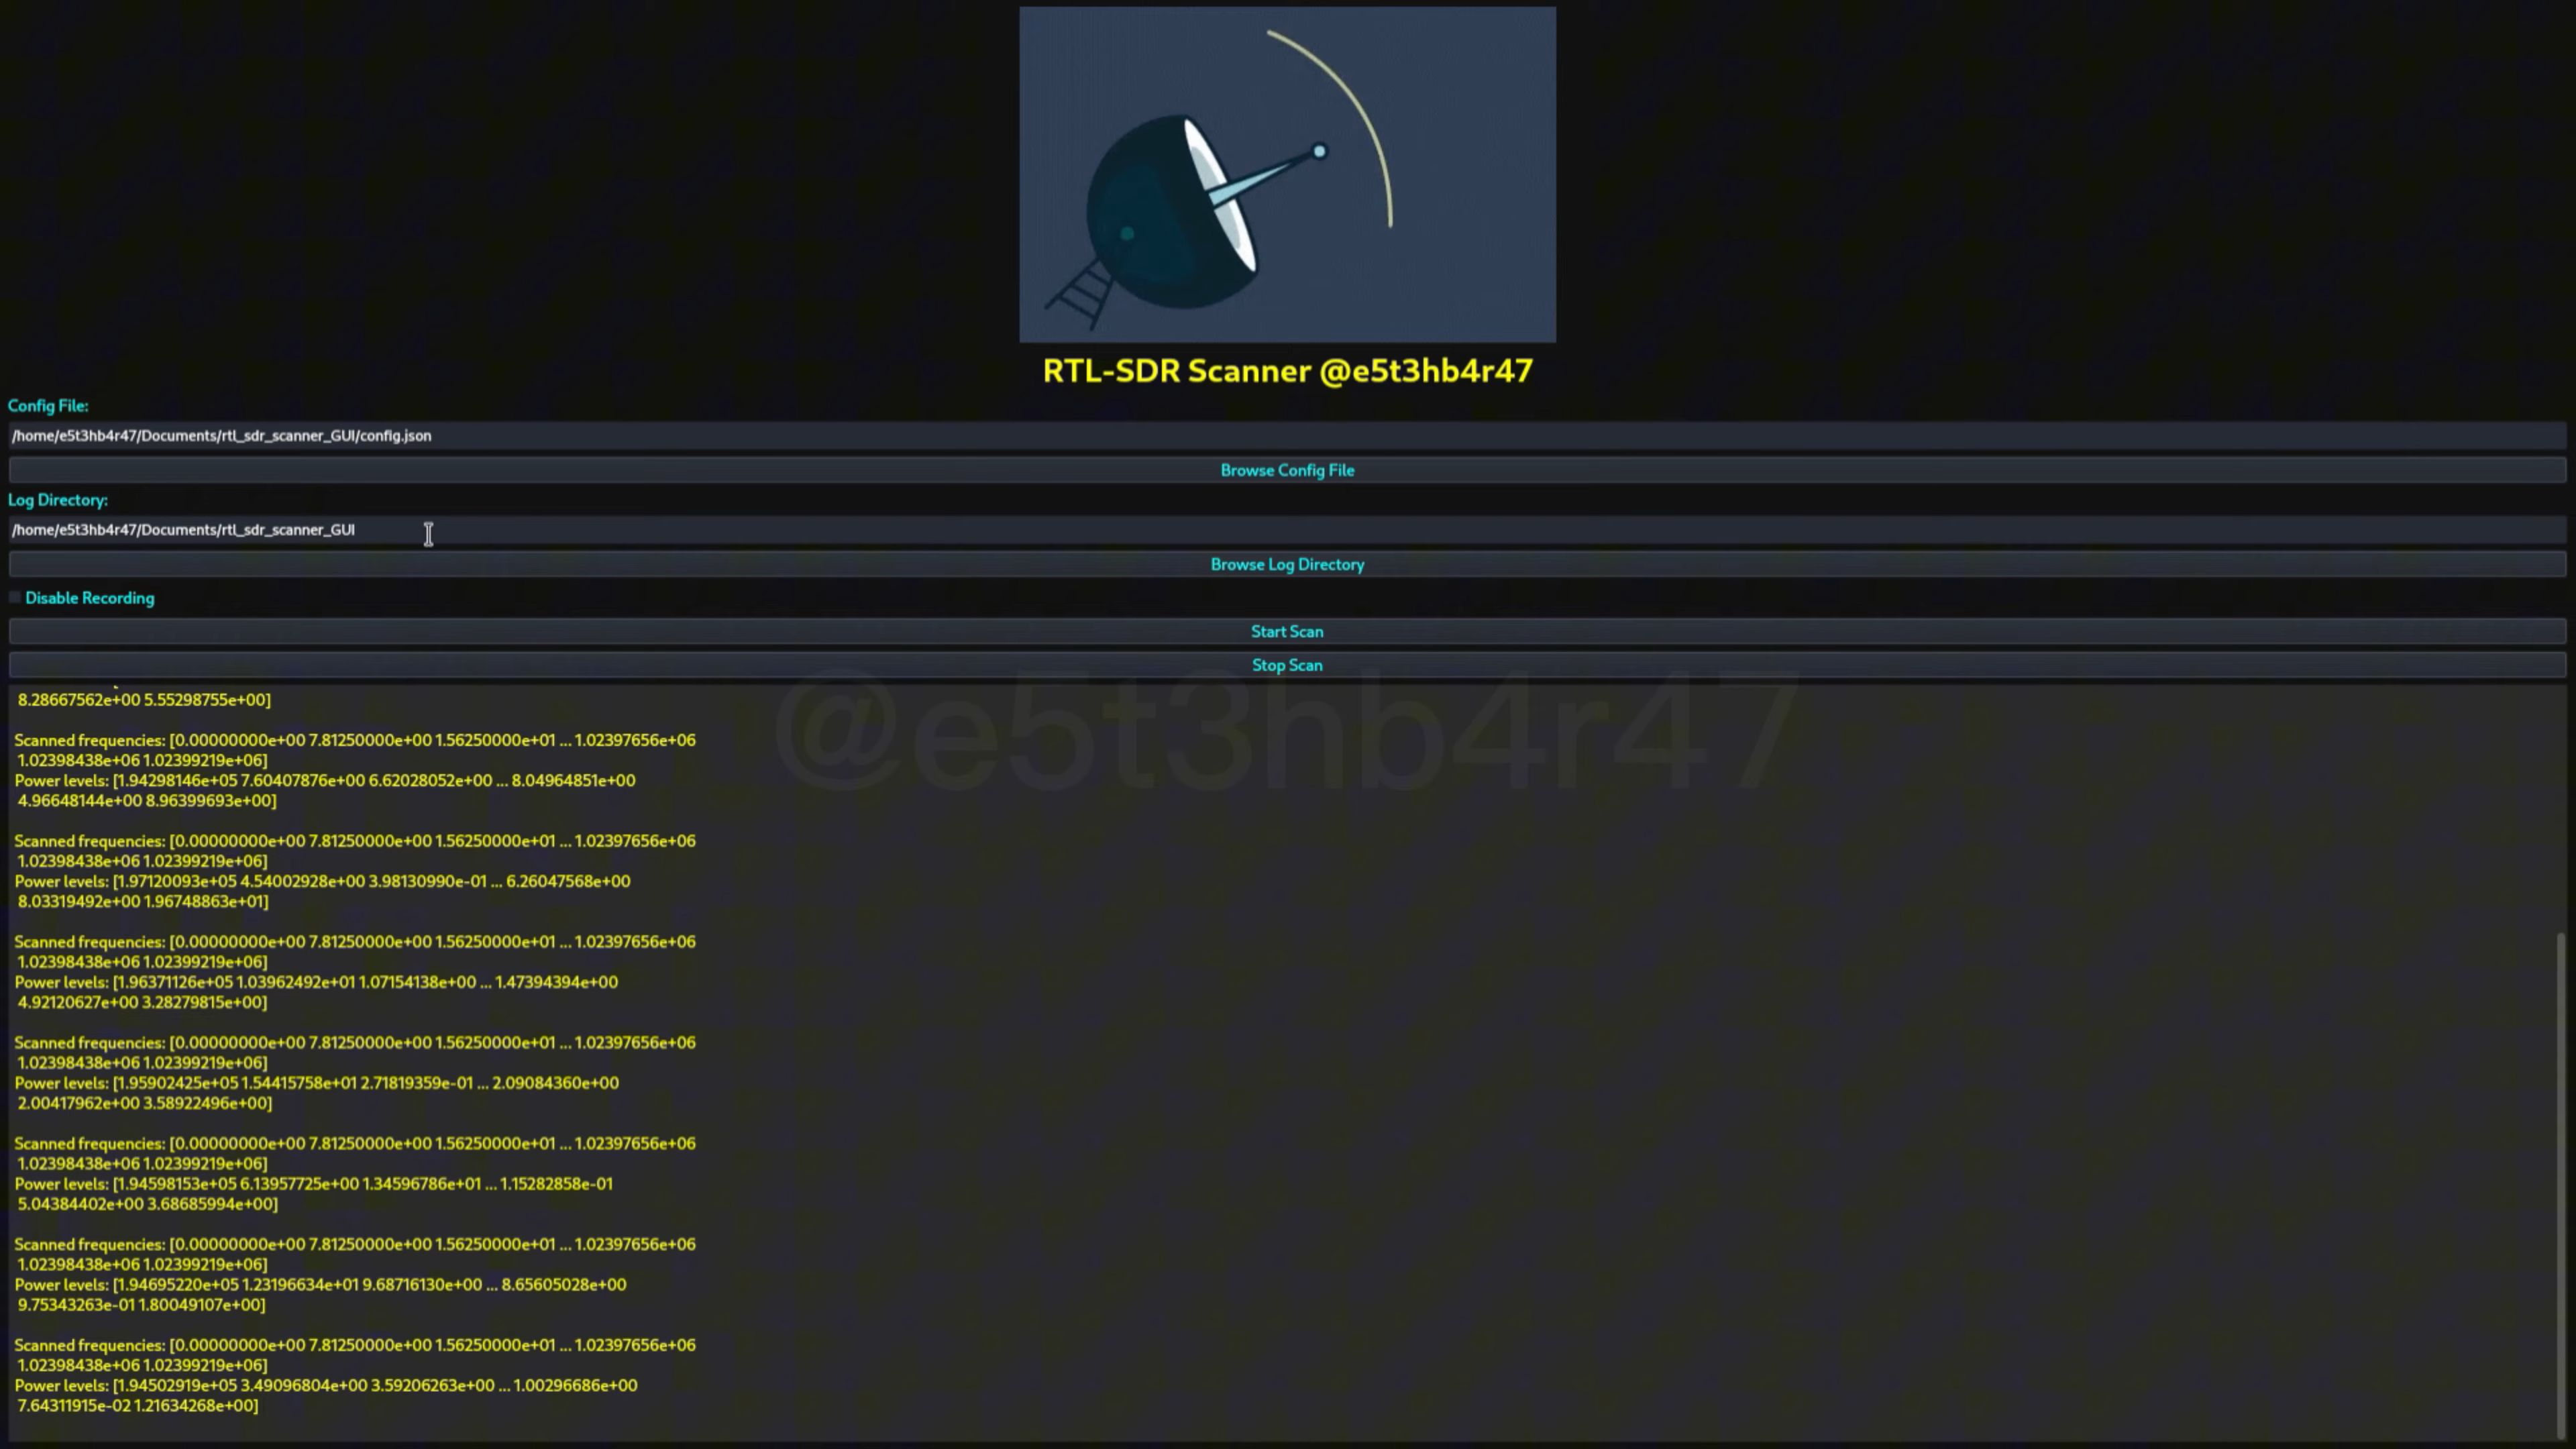 RTL-SDR Scanner @e5t3hb4r47
Config File:
/home/e5t3hb4r47/Documents/rtl_sdr_scanner_GUI/config.json
Browse Config File
Log Directory:
/home/e5t3hb4r47/Documents/rtl_sdr_scanner_GUI
Browse Log Directory
Disable Recording
Start Scan
Stop Scan
@e5t3hb4r47
8.28667562e+00 5.55298755e+00]
Scanned frequencies: [0.00000000e+00 7.81250000e+00 1.56250000e+01 ... 1.02397656e+06
1.02398438e+06 1.02399219e+06]
Power levels: [1.94298146e+05 7.60407876e+00 6.62028052e+00 ... 8.04964851e+00
4.96648144e+00 8.96399693e+00]
Scanned frequencies: [0.00000000e+00 7.81250000e+00 1.56250000e+01 ... 1.02397656e+06
1.02398438e+06 1.02399219e+06]
Power levels: [1.97120093e+05 4.54002928e+00 3.98130990e-01 ... 6.26047568e+00
8.03319492e+00 1.96748863e+01]
Scanned frequencies: [0.00000000e+00 7.81250000e+00 1.56250000e+01 ... 1.02397656e+06
1.02398438e+06 1.02399219e+06]
Power levels: [1.96371126e+05 1.03962492e+01 1.07154138e+00 ... 1.47394394e+00
4.92120627e+00 3.28279815e+00]
Scanned frequencies: [0.00000000e+00 7.81250000e+00 1.56250000e+01 ... 1.02397656e+06
1.02398438e+06 1.02399219e+06]
Power levels: [1.95902425e+05 1.54415758e+01 2.71819359e-01 ... 2.09084360e+00
2.00417962e+00 3.58922496e+00]
Scanned frequencies: [0.00000000e+00 7.81250000e+00 1.56250000e+01 ... 1.02397656e+06
1.02398438e+06 1.02399219e+06]
Power levels: [1.94598153e+05 6.13957725e+00 1.34596786e+01 ... 1.15282858e-01
5.04384402e+00 3.68685994e+00]
Scanned frequencies: [0.00000000e+00 7.81250000e+00 1.56250000e+01 ... 1.02397656e+06
1.02398438e+06 1.02399219e+06]
Power levels: [1.94695220e+05 1.23196634e+01 9.68716130e+00 ... 8.65605028e+00
9.75343263e-01 1.80049107e+00]
Scanned frequencies: [0.00000000e+00 7.81250000e+00 1.56250000e+01 ... 1.02397656e+06
1.02398438e+06 1.02399219e+06]
Power levels: [1.94502919e+05 3.49096804e+00 3.59206263e+00 ... 1.00296686e+00
7.64311915e-02 1.21634268e+00]